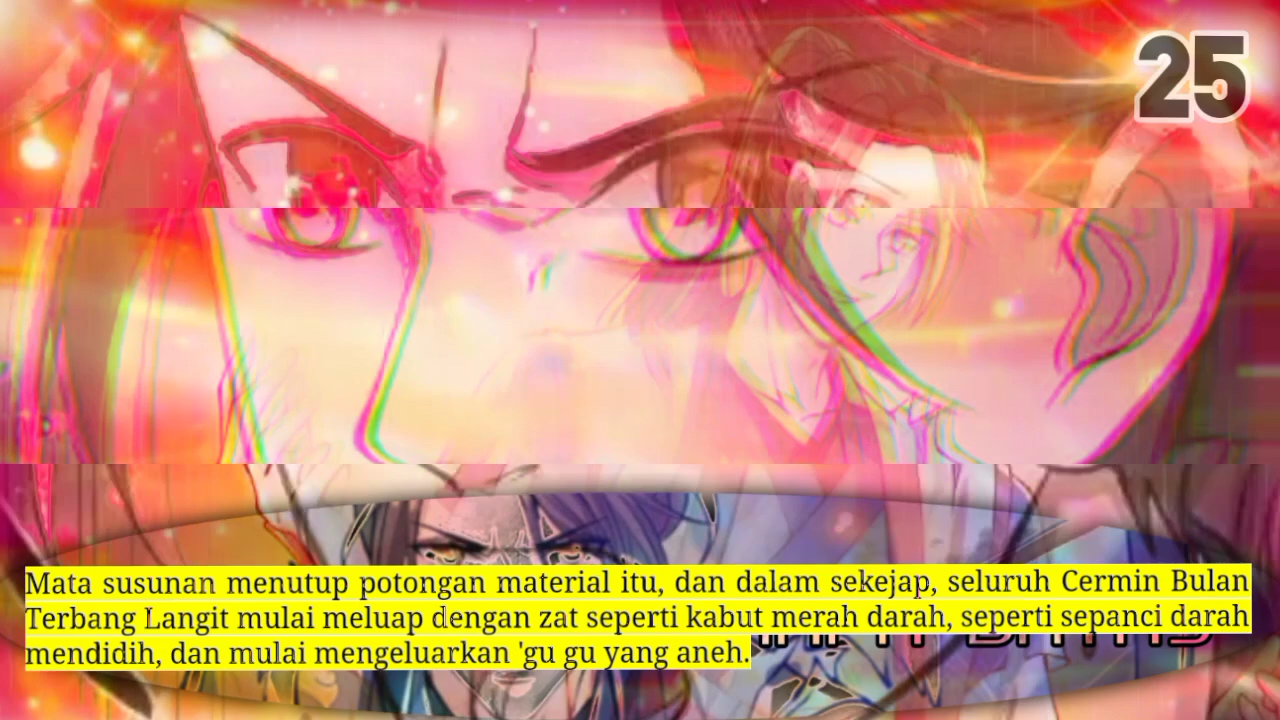 25
Mata susunan menutup potongan material itu, dan dalam sekejap, seluruh Cermin Bulan
Terbang Langit mulai meluap dengan zat seperti kabut merah darah, seperti sepanci darah
mendidih, dan mulai mengeluarkan 'gu gu yang aneh.